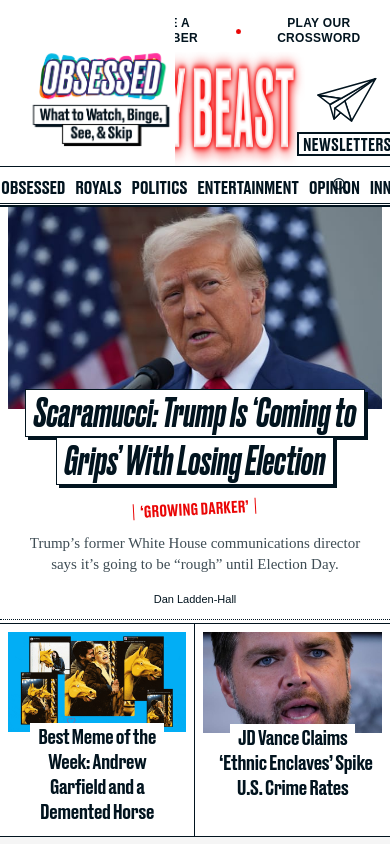 E A
BER
PLAY OUR
CROSSWORD
OBSESSED
What to Watch, Binge,
See, & Skip
Y BEAST
NEWSLETTERS
OBSESSED ROYALS POLITICS ENTERTAINMENT OPINION INN
Scaramucci: Trump Is ‘Coming to
Grips’ With Losing Election
‘GROWING DARKER’
Trump’s former White House communications director
says it’s going to be “rough” until Election Day.
Dan Ladden-Hall
Best Meme of the
Week: Andrew
Garfield and a
Demented Horse
JD Vance Claims
‘Ethnic Enclaves’ Spike
U.S. Crime Rates